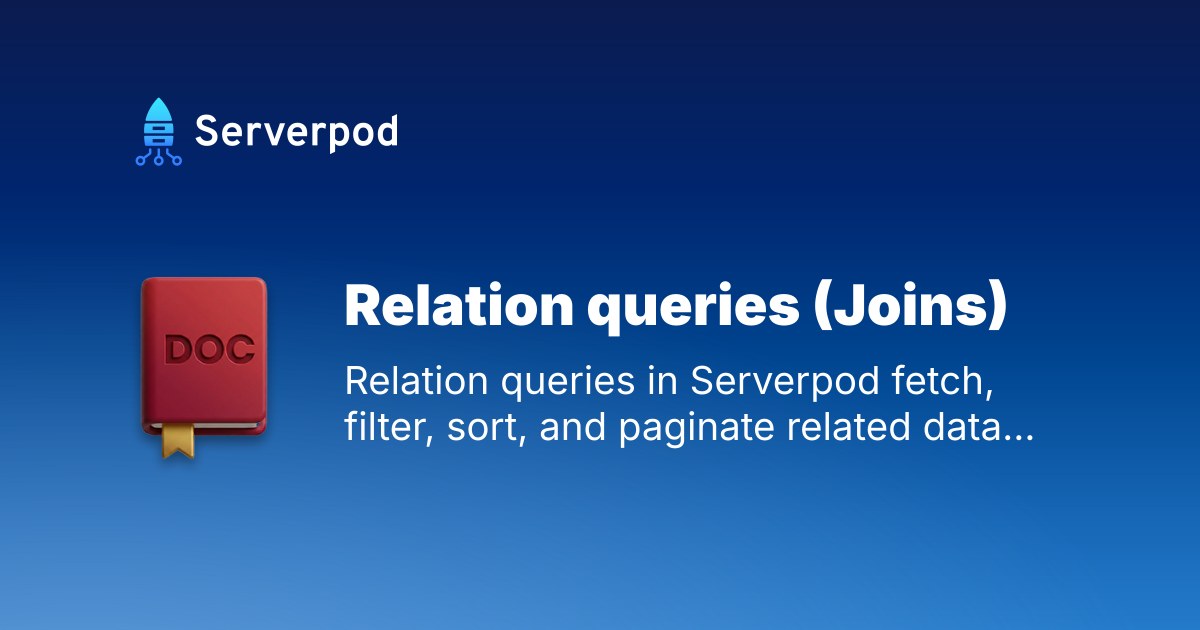 Serverpod
DOC
Relation queries (Joins)
Relation queries in Serverpod fetch,
filter, sort, and paginate related data...